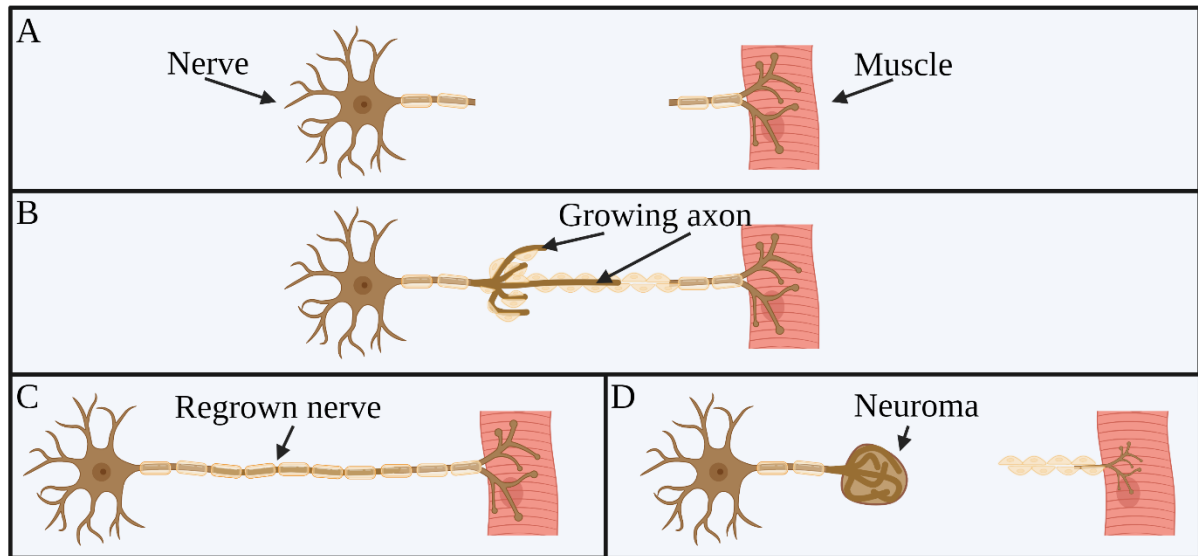 A
Nerve
Muscle
B
Growing axon
C
Regrown nerve
D
Neuroma